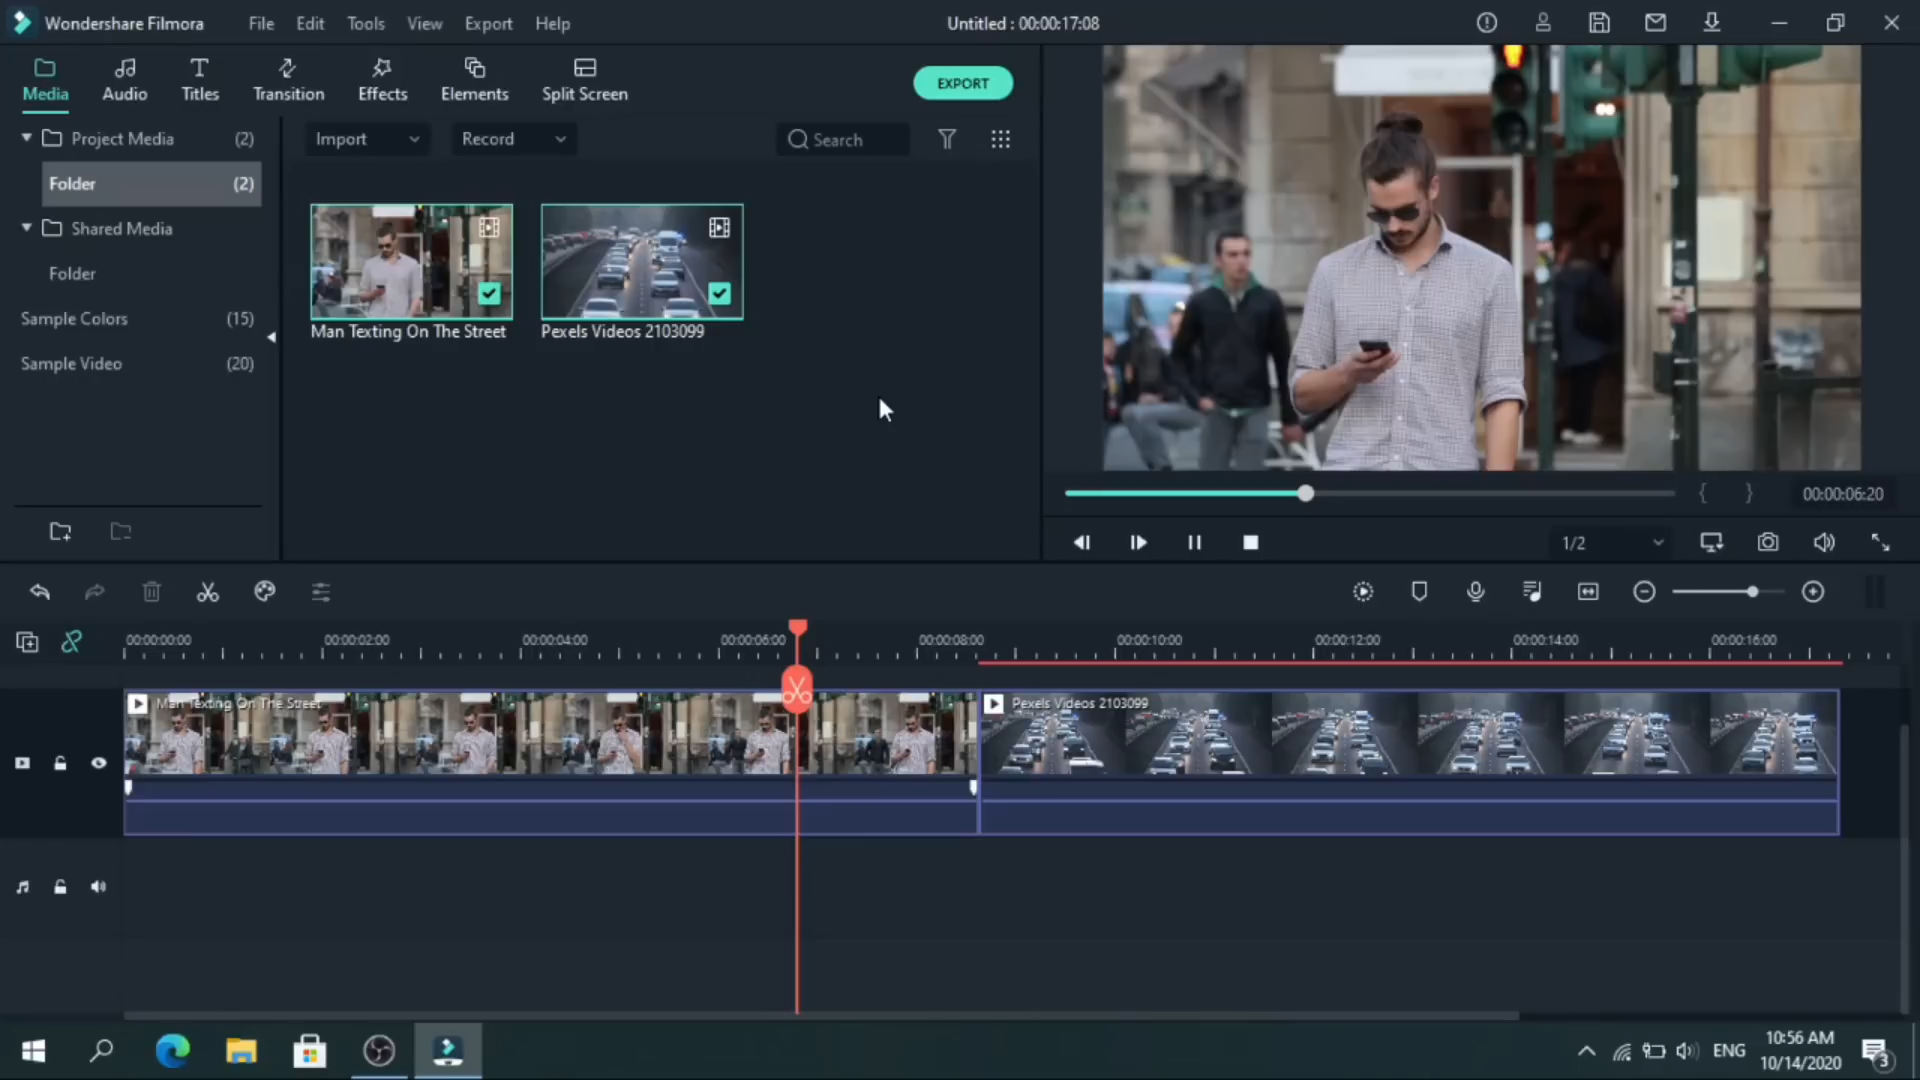 Wondershare Filmora
File
Edit
Tools
View
Export
Help
Untitled : 00:00:17:08
Media
Audio
Titles
Transition
Effects
Elements
Split Screen
EXPORT
Project Media (2)
Folder (2)
Shared Media
Folder
Sample Colors (15)
Sample Video (20)
Import
Record
Search
Man Texting On The Street
Pexels Videos 2103099
{ }
00:00:06:20
1/2
00:00:00:00
00:00:02:00
00:00:04:00
00:00:06:00
00:00:08:00
00:00:10:00
00:00:12:00
00:00:14:00
00:00:16:00
Man Texting On The Street
Pexels Videos 2103099
ENG
10:56 AM
10/14/2020
3